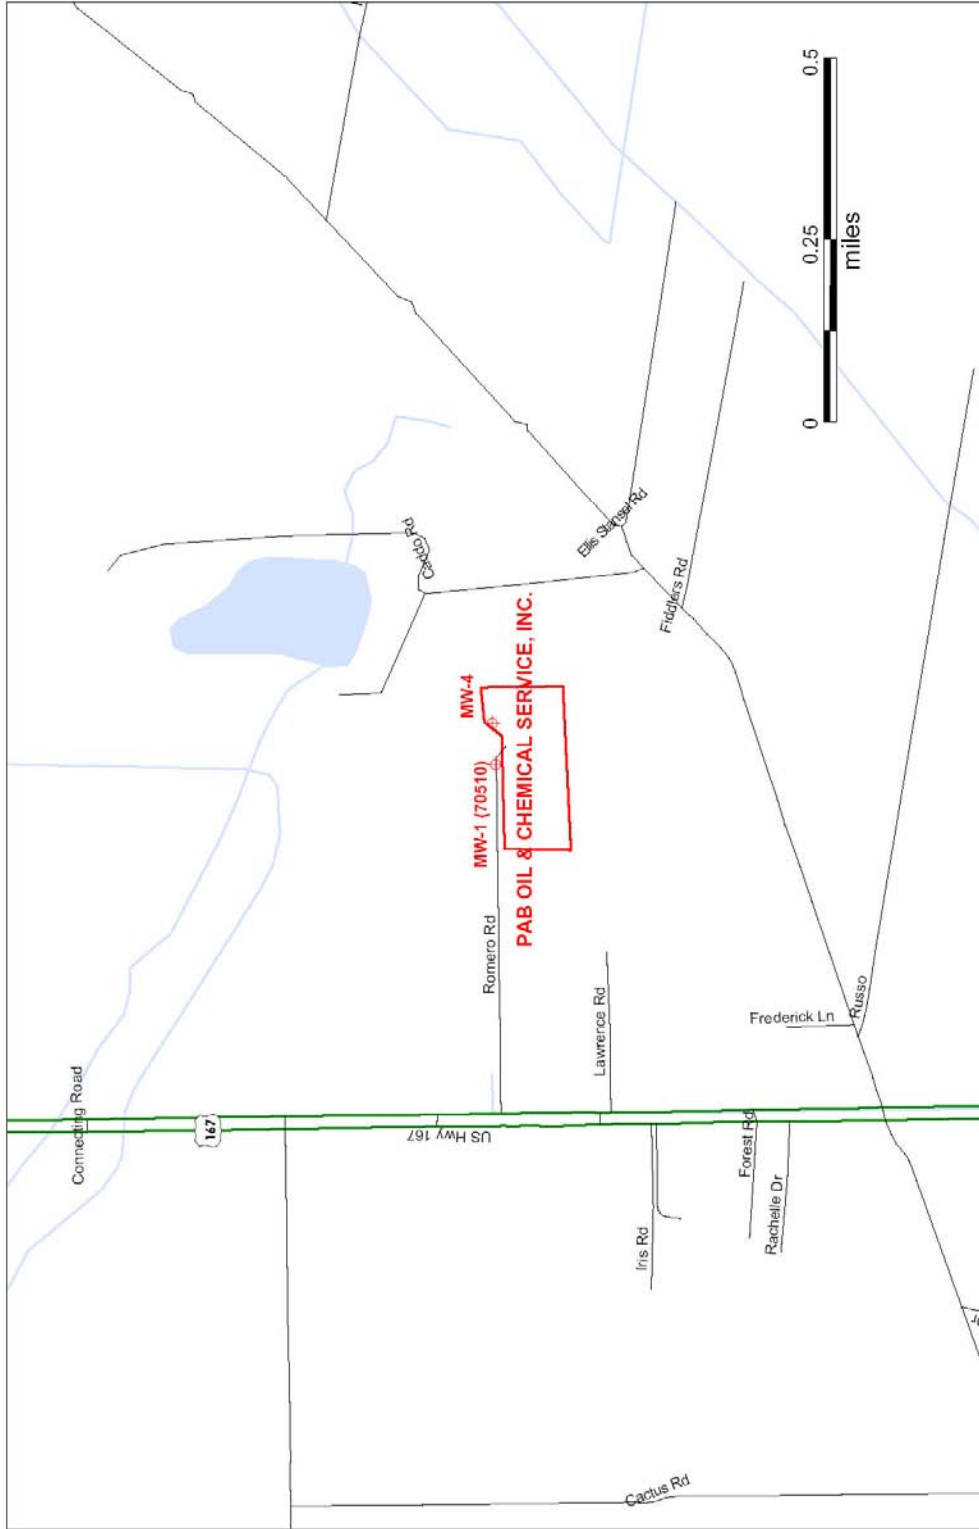 Connecting Road
167
US Hwy 167
Romero Rd
Lawrence Rd
Iris Rd
Forest Rd
Rachelle Dr
Frederick Ln
Russo
Cactus Rd
Caddo Rd
Ellis Stansel Rd
Fiddlers Rd
MW-4
MW-1 (70510)
PAB OIL & CHEMICAL SERVICE, INC.
0 0.25 0.5
miles